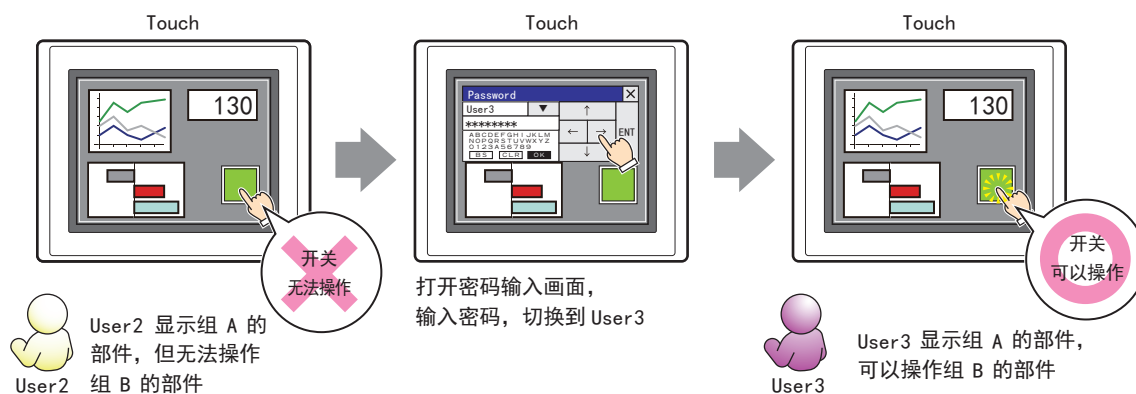 Touch
130
开关
无法操作
User2
User2 显示组 A 的
部件，但无法操作
组 B 的部件
Touch
Password
User3
▼
↑
←
→
↓
ENT
********
ABCDEFGHIJKLM
NOPQRSTUVWXYZ
0123A56789
BS CLR OK
打开密码输入画面，
输入密码，切换到 User3
Touch
130
开关
可以操作
User3
User3 显示组 A 的部件，
可以操作组 B 的部件